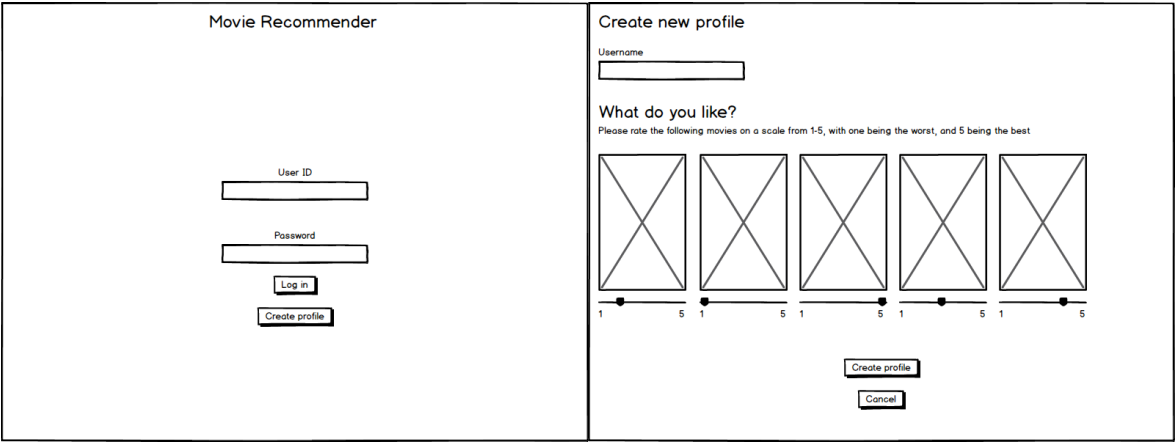 Movie Recommender
User ID
Password
Log in
Create profile
Create new profile
Username
What do you like?
Please rate the following movies on a scale from 1-5, with one being the worst, and 5 being the best
1 5 1 5 1 5 1 5 1 5
Create profile
Cancel